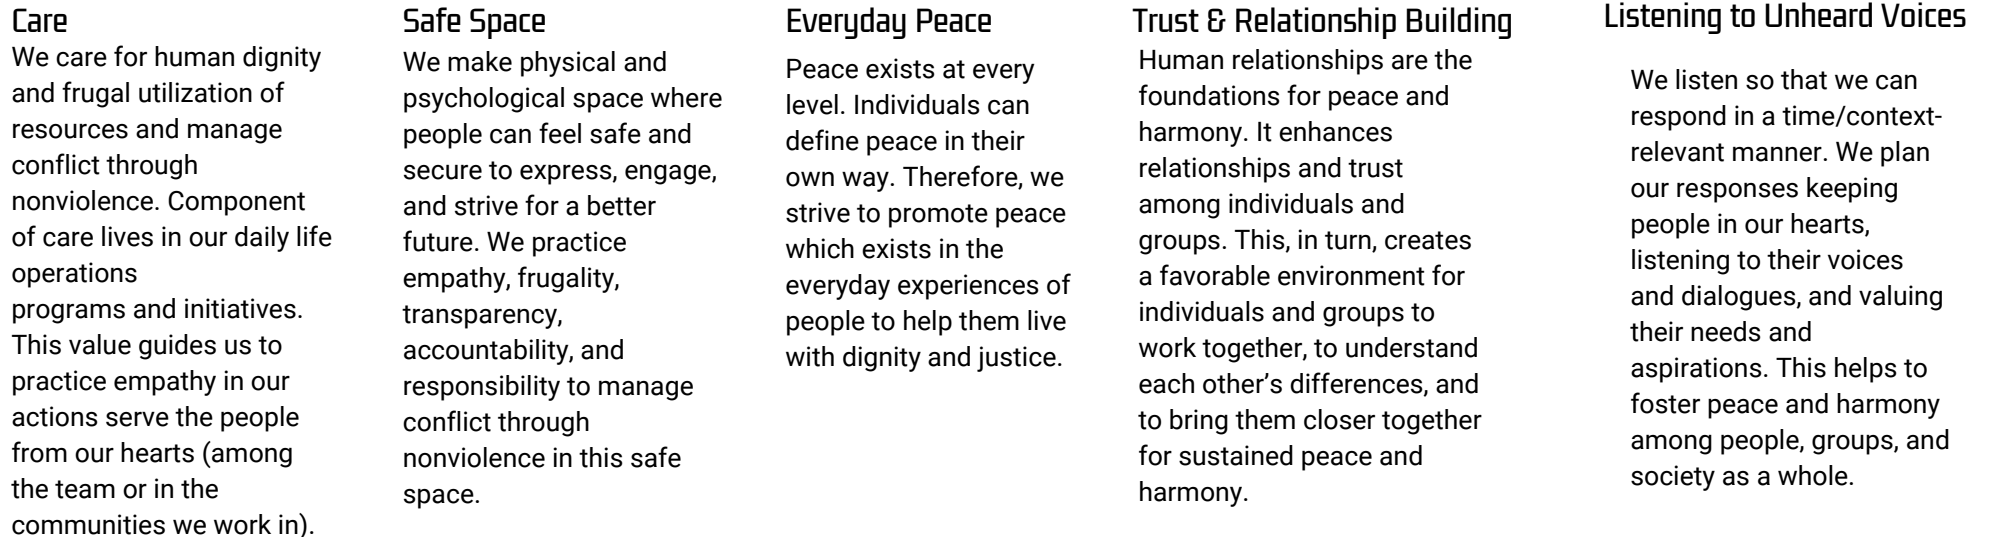 Care
We care for human dignity
and frugal utilization of
resources and manage
conflict through
nonviolence. Component
of care lives in our daily life
operations
programs and initiatives.
This value guides us to
practice empathy in our
actions serve the people
from our hearts (among
the team or in the
communities we work in).
Safe Space
We make physical and
psychological space where
people can feel safe and
secure to express, engage,
and strive for a better
future. We practice
empathy, frugality,
transparency,
accountability, and
responsibility to manage
conflict through
nonviolence in this safe
space.
Everyday Peace
Peace exists at every
level. Individuals can
define peace in their
own way. Therefore, we
strive to promote peace
which exists in the
everyday experiences of
people to help them live
with dignity and justice.
Trust & Relationship Building
Human relationships are the
foundations for peace and
harmony. It enhances
relationships and trust
among individuals and
groups. This, in turn, creates
a favorable environment for
individuals and groups to
work together, to understand
each other’s differences, and
to bring them closer together
for sustained peace and
harmony.
Listening to Unheard Voices
We listen so that we can
respond in a time/context-
relevant manner. We plan
our responses keeping
people in our hearts,
listening to their voices
and dialogues, and valuing
their needs and
aspirations. This helps to
foster peace and harmony
among people, groups, and
society as a whole.